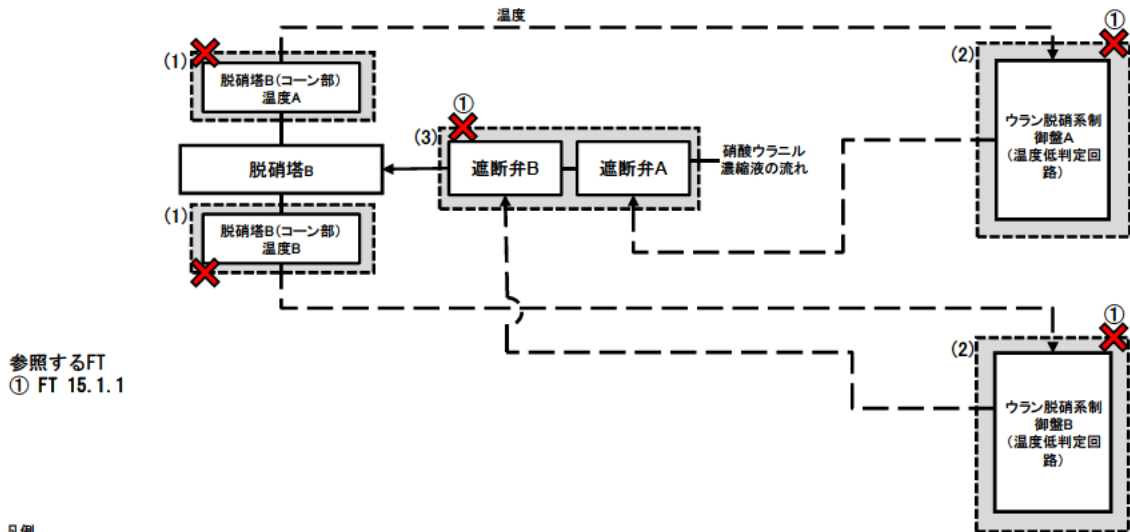 温度
①
(1)
脱硝塔B(コーン部)
温度A
(2)
ウラン脱硝系制
御盤A
(温度低判定回
路)
①
(3)
遮断弁B
遮断弁A
硝酸ウラニル
濃縮液の流れ
脱硝塔B
(1)
脱硝塔B(コーン部)
温度B
①
(2)
ウラン脱硝系制
御盤B
(温度低判定回
路)
参照するFT
① FT 15.1.1
凡例